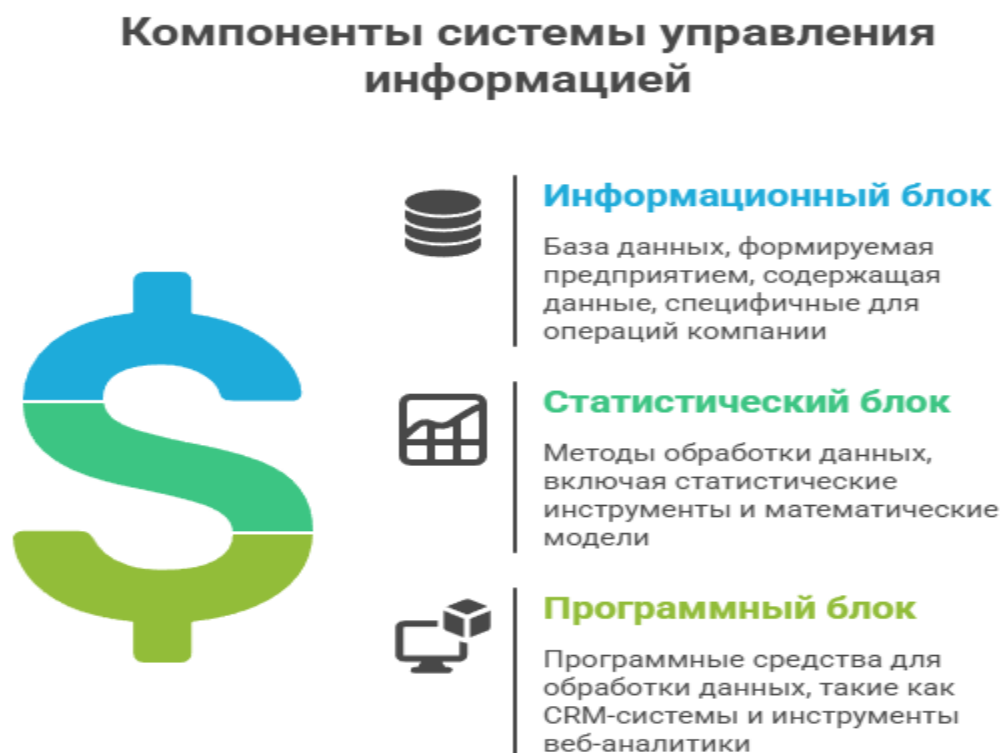 Компоненты системы управления
информацией
Информационный блок
База данных, формируемая
предприятием, содержащая
данные, специфичные для
операций компании
Статистический блок
Методы обработки данных,
включая статистические
инструменты и математические
модели
Программный блок
Программные средства для
обработки данных, такие как
CRM-системы и инструменты
веб-аналитики